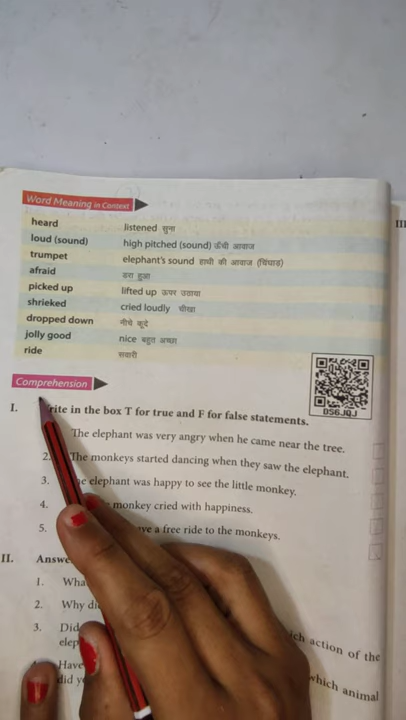 Word Meaning in Context
heard listened सुना
loud (sound) high pitched (sound) ऊँची आवाज
trumpet elephant's sound हाथी की आवाज (चिंघाड़)
afraid डरा हुआ
picked up lifted up ऊपर उठाया
shrieked cried loudly चीखा
dropped down नीचे कूदे
jolly good nice बहुत अच्छा
ride सवारी
DS6JQJ
Comprehension
I. rite in the box T for true and F for false statements.
The elephant was very angry when he came near the tree.
2. The monkeys started dancing when they saw the elephant.
3. elephant was happy to see the little monkey.
4. monkey cried with happiness.
5. a free ride to the monkeys.
II. Answe
1. Wha
2. Why di
3. Did ich action of the
elep
Have which animal
did y
III